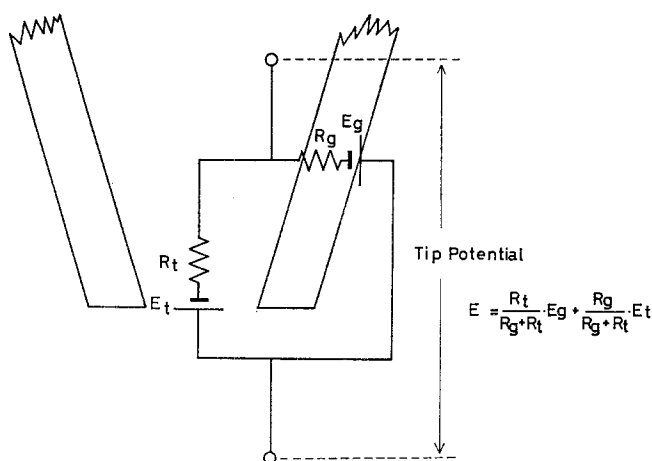 Eg
Rg
Rt
Et
Tip Potential
E = Rt/Rg+Rt · Eg + Rg/Rg+Rt · Et